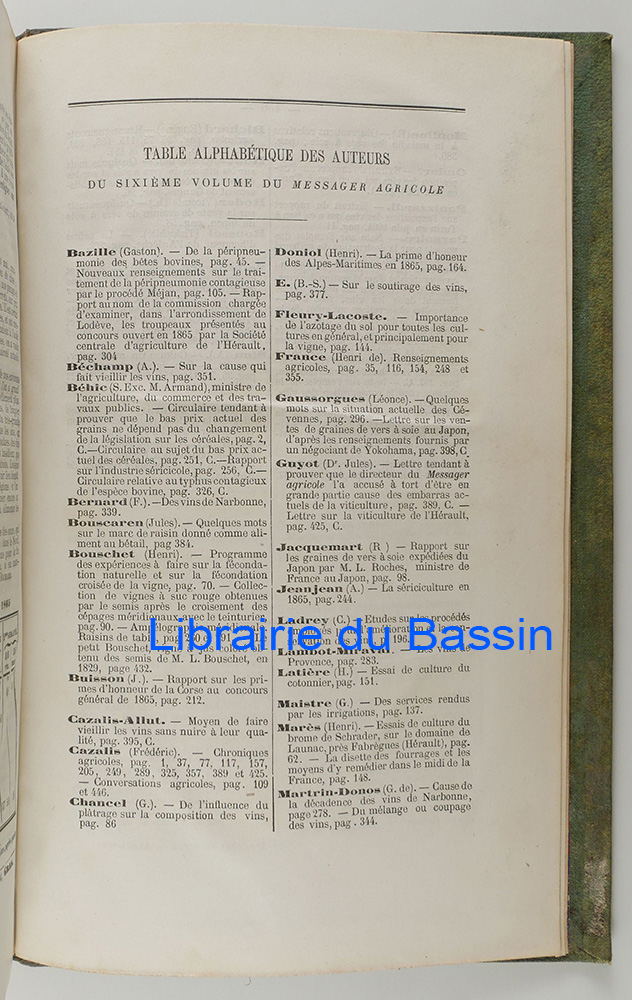 TABLE ALPHABÉTIQUE DES AUTEURS
DU SIXIÈME VOLUME DU MESSAGER AGRICOLE
Bazille (Gaston). — De la péripneu-
monie des bêtes bovines, pag. 45. —
Nouveaux renseignements sur le trai-
tement de la péripneumonie contagieuse
par le procédé Méjan, pag. 105. — Rap-
port au nom de la commission chargée
d'examiner, dans l'arrondissement de
Lodève, les troupeaux présentés au
concours ouvert en 1865 par la Société
centrale d'agriculture de l'Hérault,
pag. 304
Béchamp (A.). — Sur la cause qui
fait vieillir les vins, pag. 351.
Béhic (S. Exc. M. Armand), ministre de
l'agriculture, du commerce et des tra-
vaux publics. — Circulaire tendant à
prouver que le bas prix actuel des
grains ne dépend pas du changement
de la législation sur les céréales, pag. 2,
C.—Circulaire au sujet du bas prix ac-
tuel des céréales, pag. 251, C.—Rapport
sur l'industrie séricicole, pag. 256, C.—
Circulaire relative au typhus contagieux
de l'espèce bovine, pag. 326, C.
Bernard (F.).—Des vins de Narbonne,
pag. 339.
Bouscaren (Jules).— Quelques mots
sur le marc de raisin donné comme ali-
ment au bétail, pag 384.
Bouschet (Henri). — Programme
des expériences à faire sur la féconda-
tion naturelle et sur la fécondation
croisée de la vigne, pag. 70. — Collec-
tion de vignes à suc rouge obtenues
par le semis après le croisement des
cépages méridionaux avec le teinturier,
pag. 90. —
Raisins de table, pag 250
petit Bouschet,
tenu des semis de M. L. Bouschet, en
1829, page 432.
Buisson (J.). — Rapport sur les pri-
mes d'honneur de la Corse au concours
général de 1865, pag. 212.
Cazalis-Allut. — Moyen de faire
vieillir les vins sans nuire à leur qua-
lité, pag. 395, C.
Cazalis (Frédéric). — Chroniques
agricoles, pag. 1, 37, 77, 117, 157,
205, 249, 289, 325, 357, 389 et 425.
— Conversations agricoles, pag. 109
et 446.
Chancel (G.). — De l'influence du
plâtrage sur la composition des vins,
pag. 86
Doniol (Henri). — La prime d'honneur
des Alpes-Maritimes en 1865, pag. 164.
E. (B.-S.) — Sur le soutirage des vins,
pag. 377.
Fleury-Lacoste. — Importance
de l'azotage du sol pour toutes les cul-
tures en général, et principalement pour
la vigne, pag. 144.
France (Henri de). Renseignements
agricoles, pag. 35, 116, 154, 248 et
355.
Gaussorgues (Léonce). —Quelques
mots sur la situation actuelle des Cé-
vennes, pag. 296. —Lettre sur les ven-
tes de graines de vers à soie au Japon,
d'après les renseignements fournis par
un négociant de Yokohama, pag. 398, C.
Guyot (Dr. Jules). — Lettre tendant à
prouver que le directeur du Messager
agricole l'a accusé à tort d'être en
grande partie cause des embarras ac-
tuels de la viticulture, pag. 389, C. —
Lettre sur la viticulture de l'Hérault,
pag. 425, C.
Jacquemart (R ) — Rapport sur
les graines de vers à soie expédiées du
Japon par M. L. Roches, ministre de
France au Japon, pag. 98.
Jeanjean (A.) — La sériciculture en
1865, pag. 244.
Ladrey (C.) — Etudes sur les procédés
196.
Laubot-Miraval. — Les vins de
Provence, pag. 283.
Latière (H.) — Essai de culture du
cotonnier, pag. 151.
Maistre (G.) — Des services rendus
par les irrigations, pag. 137.
Marès (Henri). — Essais de culture du
brome de Schrader, sur le domaine de
Launac, près Fabrègues (Hérault), pag.
62. — La disette des fourrages et les
moyens d'y remédier dans le midi de la
France, pag. 148.
Martrin-Donos (G. de). — Cause de
la décadence des vins de Narbonne,
page 278. — Du mélange ou coupage
des vins, pag . 344.
Librairie du Bassin